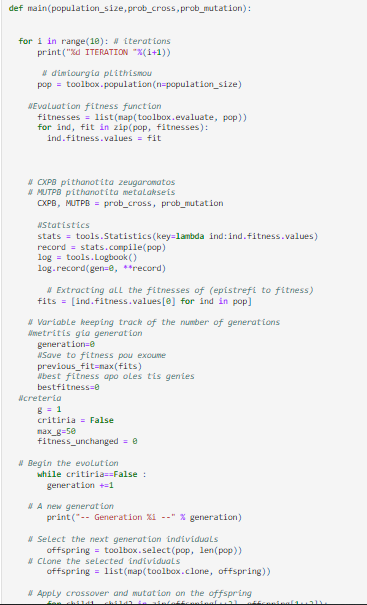 def main(population_size,prob_cross,prob_mutation):
for i in range(10): # iterations
print("%d ITERATION "%(i+1))
# dimiourgia plithismou
pop = toolbox.population(n=population_size)
#Evaluation fitness function
fitnesses = list(map(toolbox.evaluate, pop))
for ind, fit in zip(pop, fitnesses):
ind.fitness.values = fit
# CXPB pithanotita zeygaromatos
# MUTPB pithanotita metalakseis
CXPB, MUTPB = prob_cross, prob_mutation
#Statistics
stats = tools.Statistics(key=lambda ind:ind.fitness.values)
record = stats.compile(pop)
log = tools.Logbook()
log.record(gen=0, **record)
# Extracting all the fitnesses of (epistrefi to fitness)
fits = [ind.fitness.values[0] for ind in pop]
# Variable keeping track of the number of generations
#metritis gia generation
generation=0
#Save to fitness pou exoume
previous_fit=max(fits)
#best fitness apo oles tis genies
bestfitness=0
#creteria
g = 1
critiria = False
max_g=50
fitness_unchanged = 0
# Begin the evolution
while critiria==False :
generation +=1
# A new generation
print("-- Generation %i --" % generation)
# Select the next generation individuals
offspring = toolbox.select(pop, len(pop))
# Clone the selected individuals
offspring = list(map(toolbox.clone, offspring))
# Apply crossover and mutation on the offspring